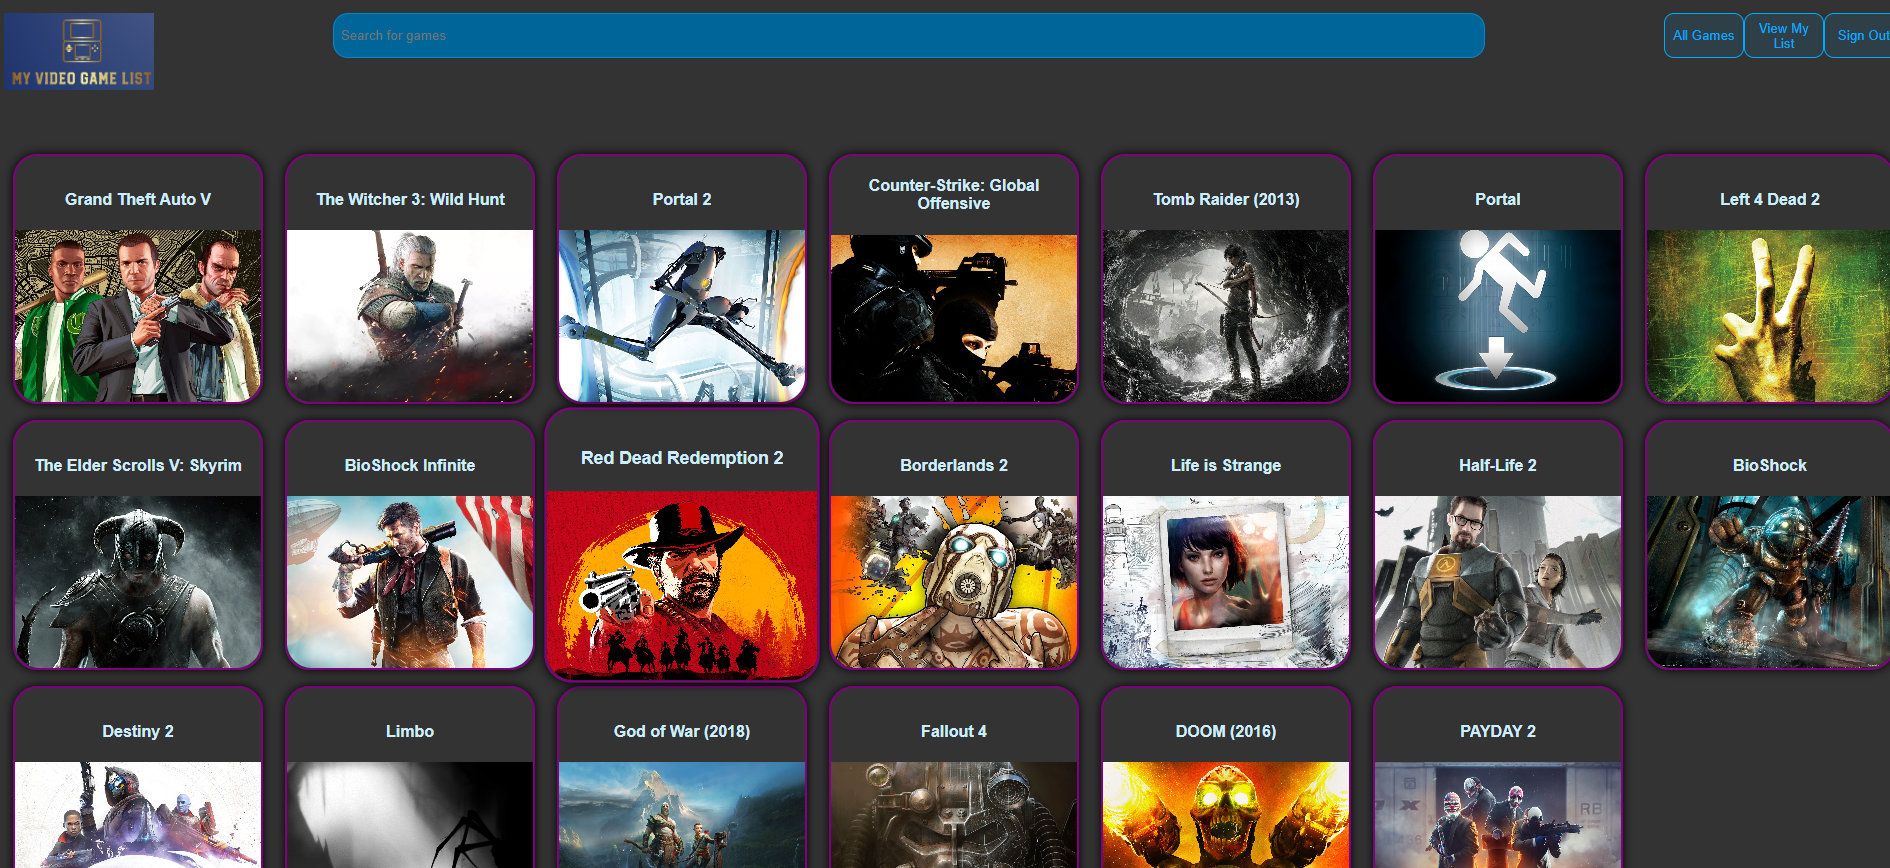 MY VIDEO GAME LIST
Search for games
All Games
View My
List
Sign Out
Grand Theft Auto V
The Witcher 3: Wild Hunt
Portal 2
Counter-Strike: Global
Offensive
Tomb Raider (2013)
Portal
Left 4 Dead 2
The Elder Scrolls V: Skyrim
BioShock Infinite
Red Dead Redemption 2
Borderlands 2
Life is Strange
Half-Life 2
BioShock
Destiny 2
Limbo
God of War (2018)
Fallout 4
DOOM (2016)
PAYDAY 2